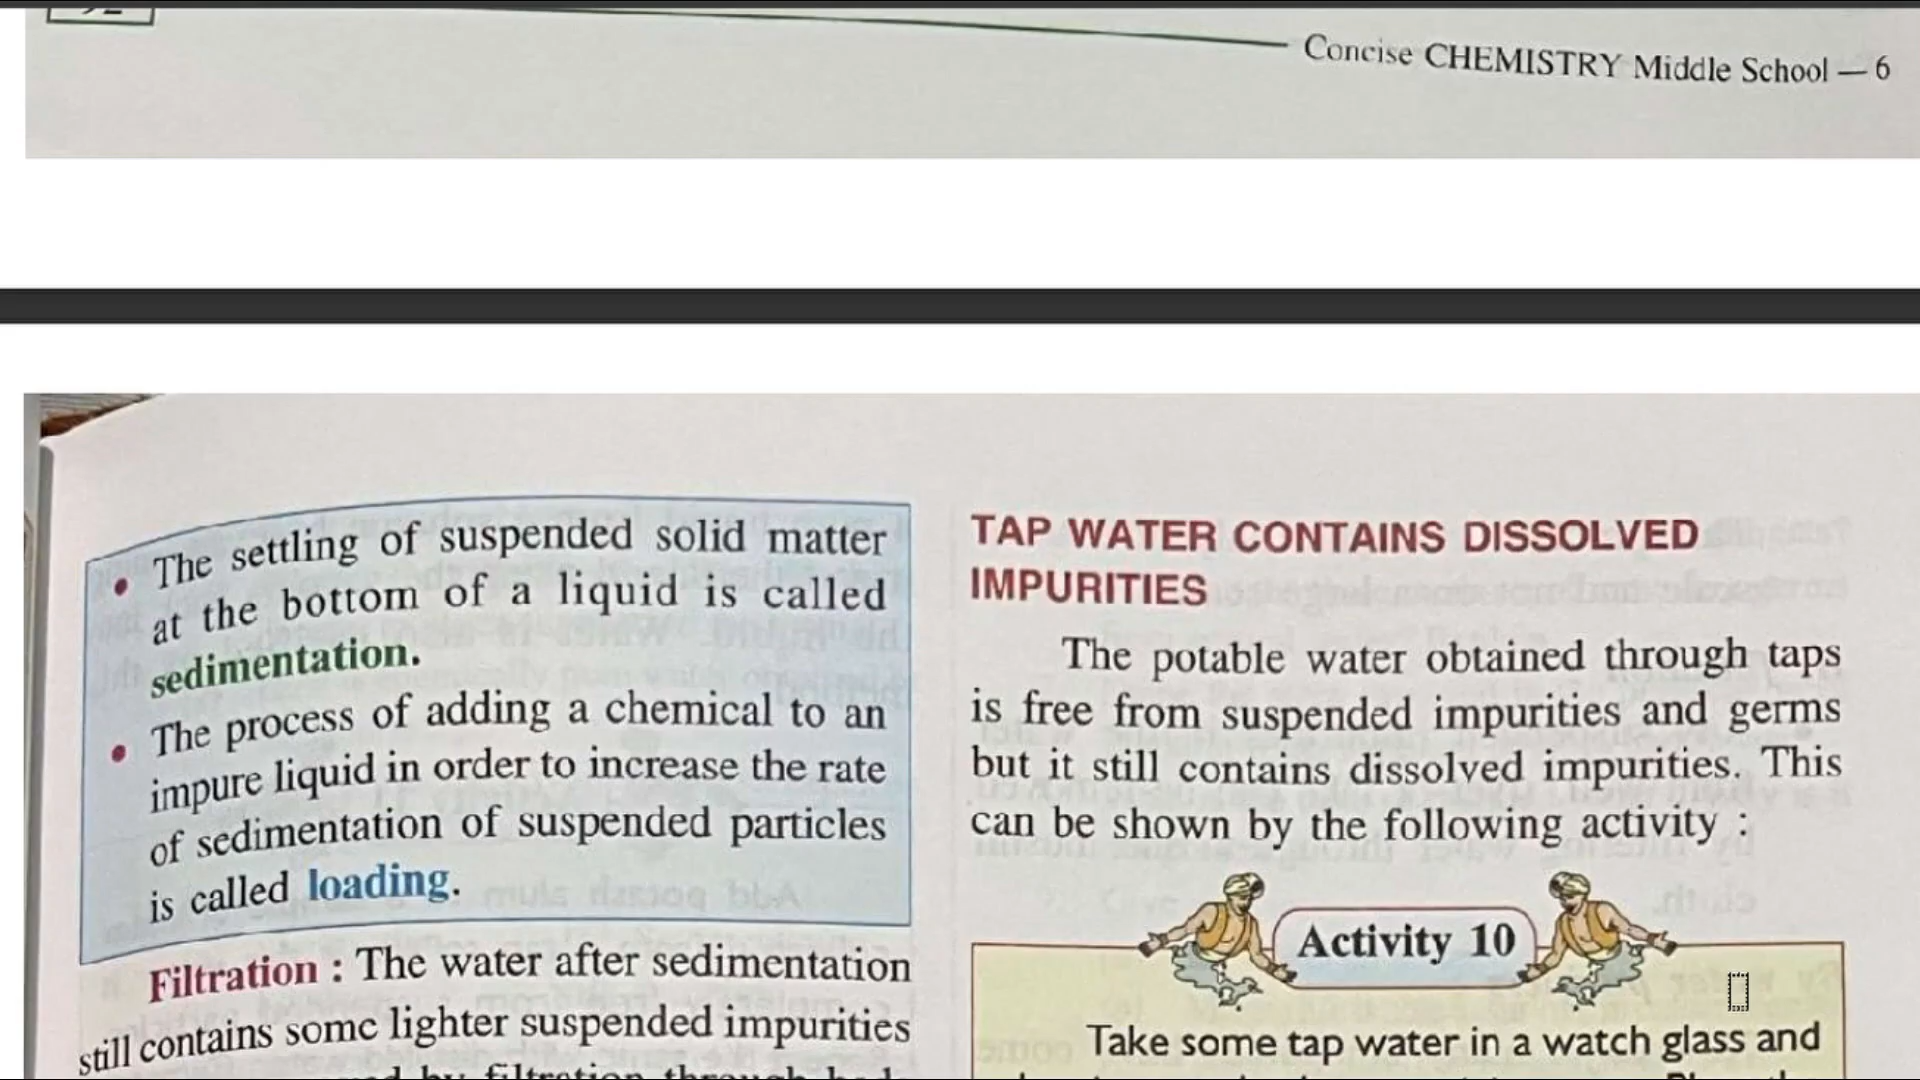 Concise CHEMISTRY Middle School — 6
• The settling of suspended solid matter
at the bottom of a liquid is called
sedimentation.
• The process of adding a chemical to an
impure liquid in order to increase the rate
of sedimentation of suspended particles
is called loading.
Filtration : The water after sedimentation
still contains some lighter suspended impurities
by filtration through
TAP WATER CONTAINS DISSOLVED
IMPURITIES
The potable water obtained through taps
is free from suspended impurities and germs
but it still contains dissolved impurities. This
can be shown by the following activity :
Activity 10
Take some tap water in a watch glass and